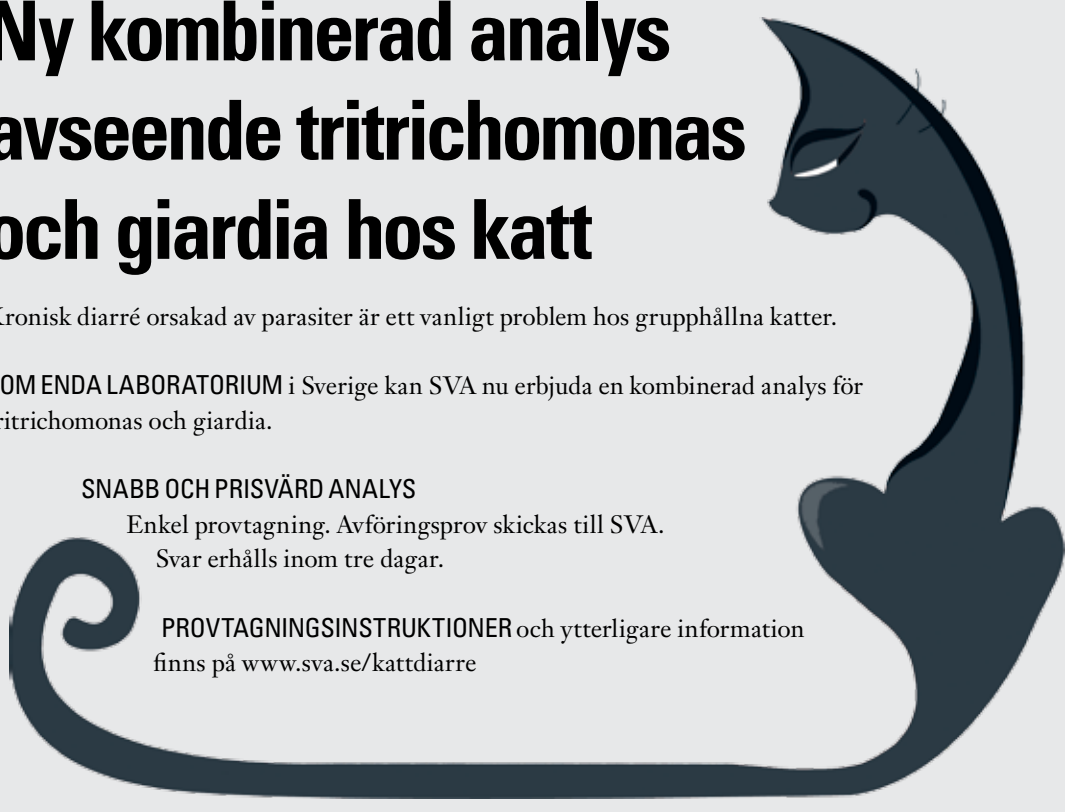 Ny kombinerad analys
avseende tritrichomonas
och giardia hos katt
Kronisk diarré orsakad av parasiter är ett vanligt problem hos grupphållna katter.
OM ENDA LABORATORIUM i Sverige kan SVA nu erbjuda en kombinerad analys för
ritrichomonas och giardia.
SNABB OCH PRISVÄRD ANALYS
Enkel provtagning. Avföringsprov skickas till SVA.
Svar erhålls inom tre dagar.
PROVTAGNINGSINSTRUKTIONER och ytterligare information
finns på www.sva.se/kattdiarre